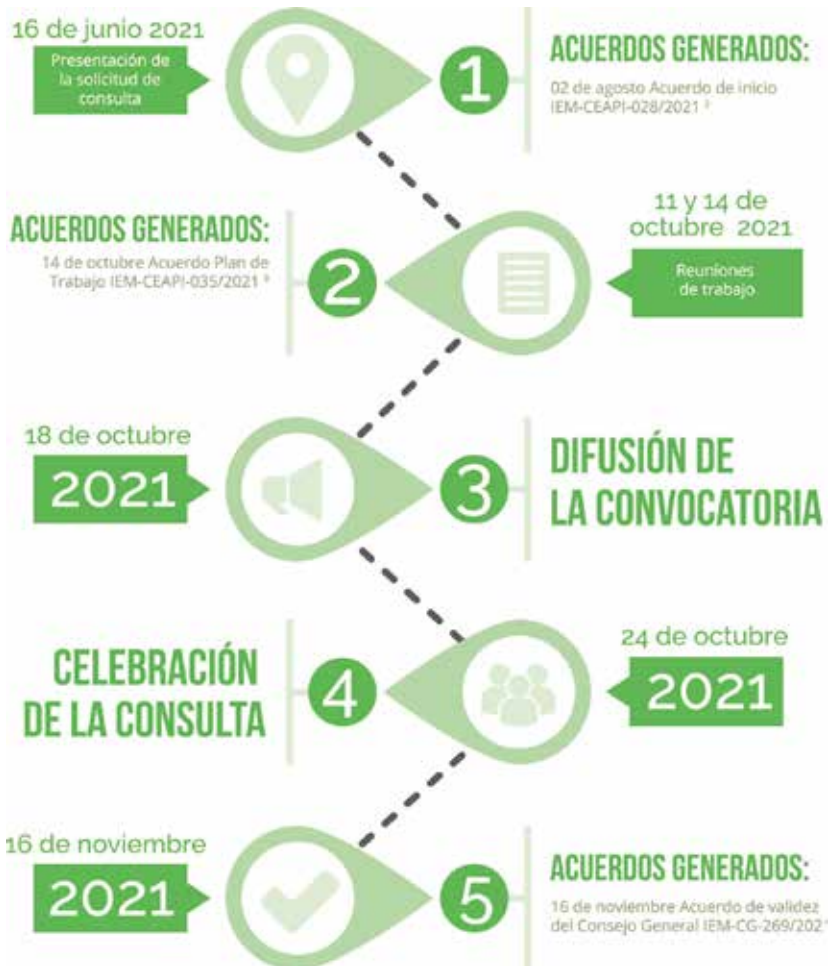 16 de junio 2021
Presentación de
la solicitud de
consulta
1
ACUERDOS GENERADOS:
02 de agosto Acuerdo de inicio
IEM-CEAPI-028/2021 ²
ACUERDOS GENERADOS:
14 de octubre Acuerdo Plan de
Trabajo IEM-CEAPI-035/2021 ³
2
11 y 14 de
octubre 2021
Reuniones
de trabajo
18 de octubre
2021
3
DIFUSIÓN DE
LA CONVOCATORIA
CELEBRACIÓN
DE LA CONSULTA
4
24 de octubre
2021
16 de noviembre
2021
5
ACUERDOS GENERADOS:
16 de noviembre Acuerdo de validez
del Consejo General IEM-CG-269/2021